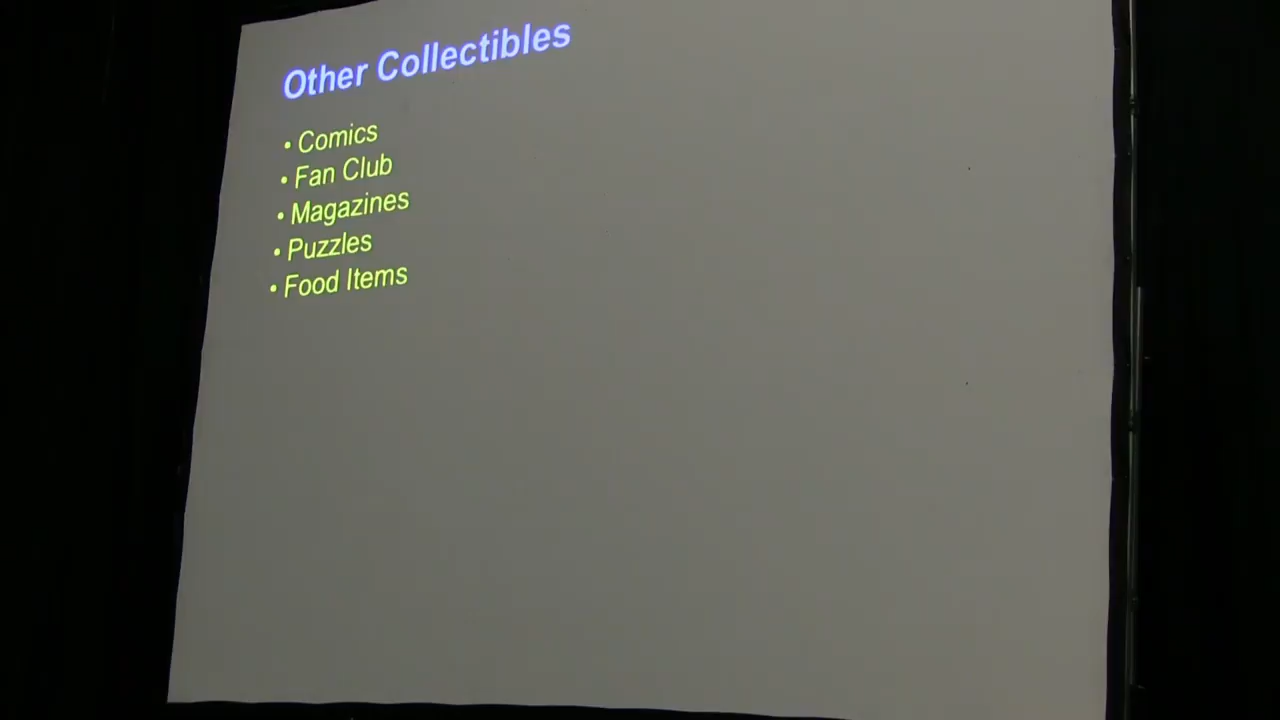 Other Collectibles
• Comics
• Fan Club
• Magazines
• Puzzles
• Food Items